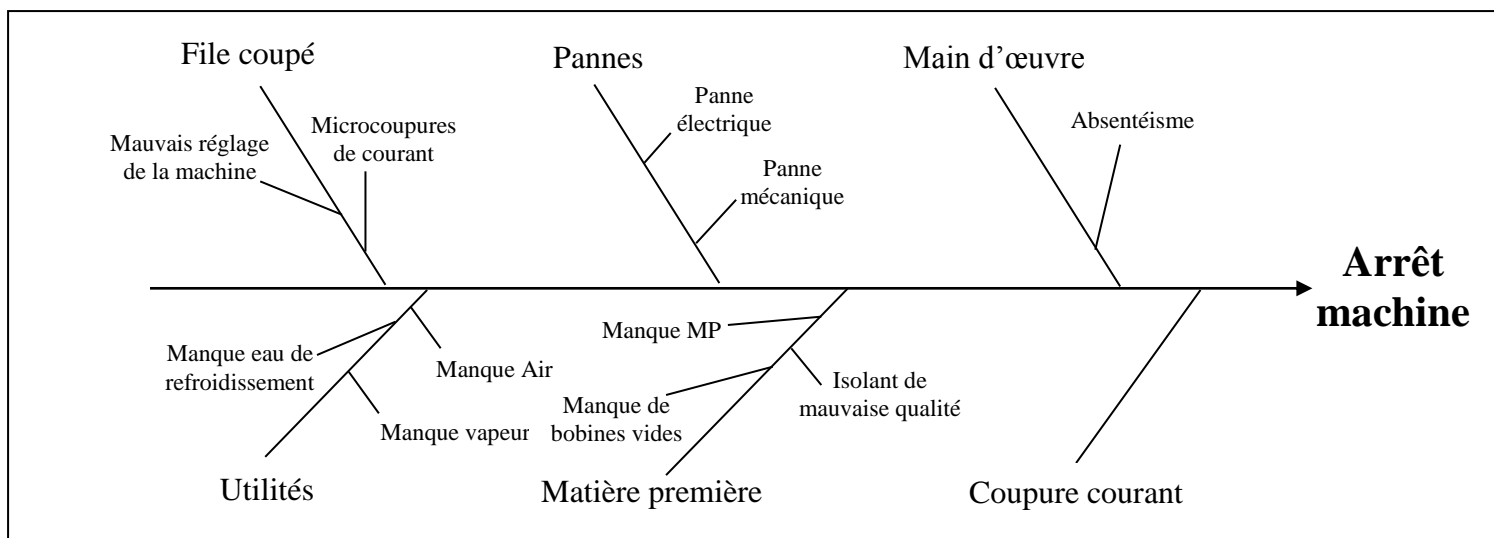 File coupé
Pannes
Main d'œuvre
Mauvais réglage
de la machine
Microcoupures
de courant
Panne
électrique
Panne
mécanique
Absentéisme
Arrêt
machine
Manque eau de
refroidissement
Manque Air
Manque vapeur
Manque MP
Manque de
bobines vides
Isolant de
mauvaise qualité
Utilités
Matière première
Coupure courant